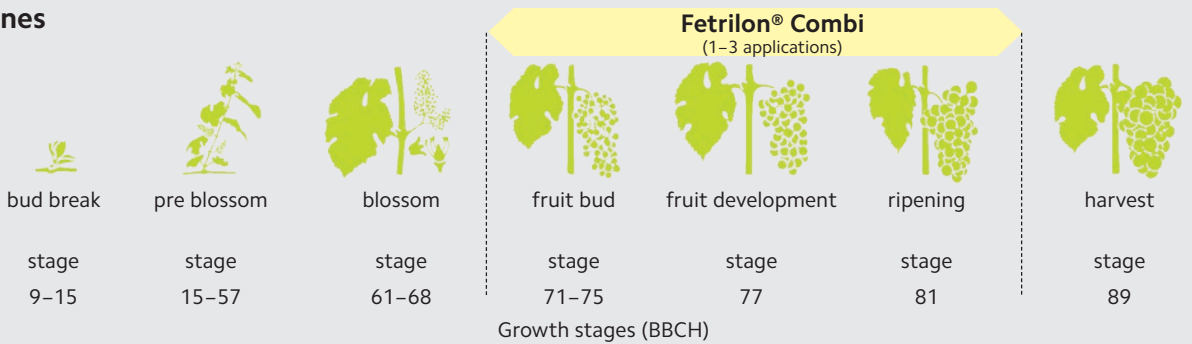 nes
Fetrilon® Combi
(1–3 applications)
bud break pre blossom blossom fruit bud fruit development ripening harvest
stage stage stage stage stage stage stage
9–15 15–57 61–68 71–75 77 81 89
Growth stages (BBCH)